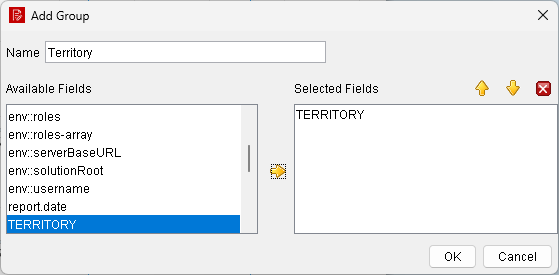 Add Group
Name Territory
Available Fields
Selected Fields
env::roles
env::roles-array
env::serverBaseURL
env::solutionRoot
env::username
report.date
TERRITORY
TERRITORY
OK
Cancel